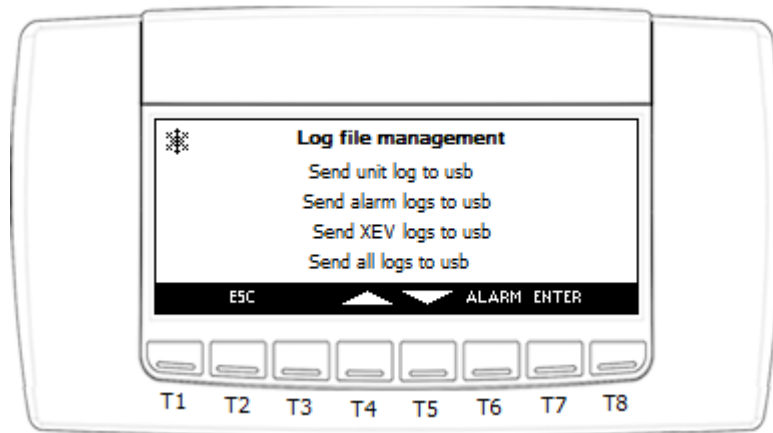 Log file management
Send unit log to usb
Send alarm logs to usb
Send XEV logs to usb
Send all logs to usb
ESC ALARM ENTER
T1 T2 T3 T4 T5 T6 T7 T8